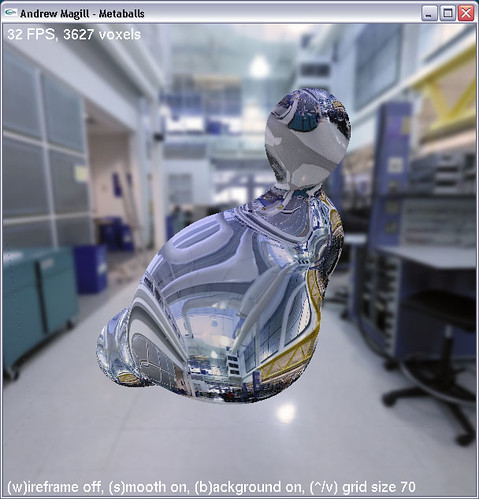 Andrew Magill - Metaballs
32 FPS, 3627 voxels
(w)ireframe off, (s)mooth on, (b)ackground on, (^/v) grid size 70